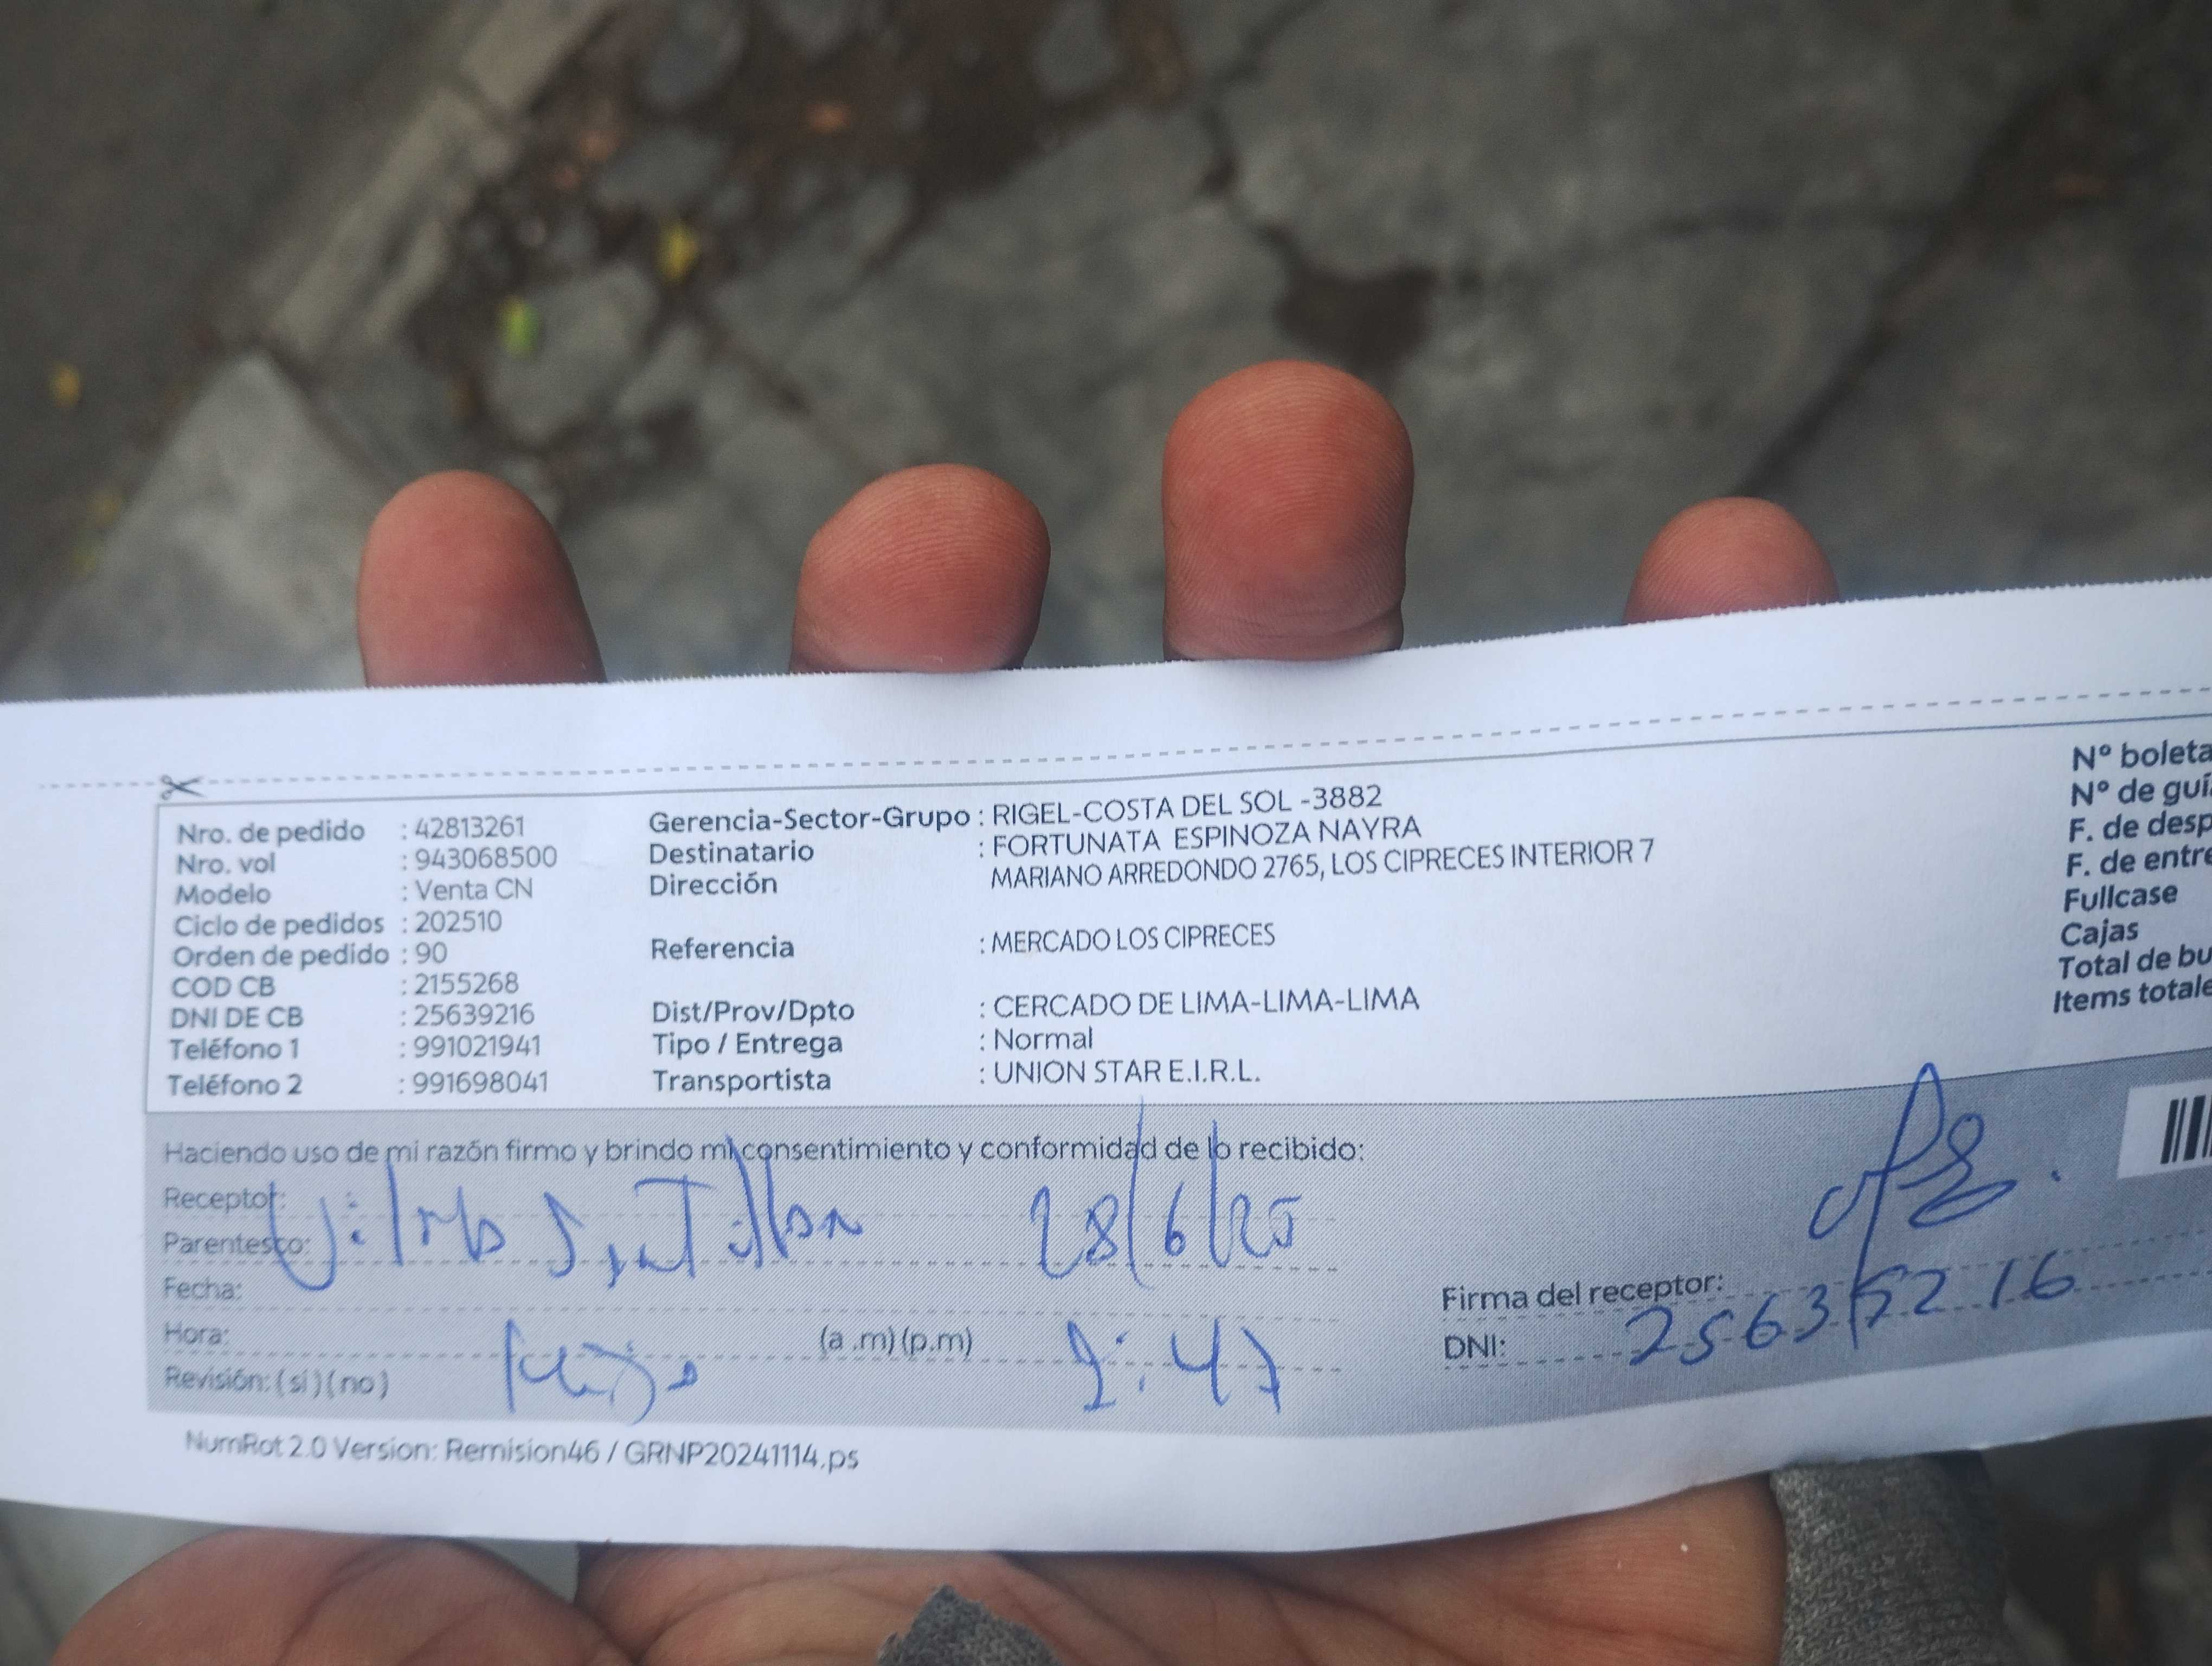 Nro. de pedido : 42813261
Nro. vol : 943068500
Modelo : Venta CN
Ciclo de pedidos : 202510
Orden de pedido : 90
COD CB : 2155268
DNI DE CB : 25639216
Teléfono 1 : 991021941
Teléfono 2 : 991698041
Gerencia-Sector-Grupo : RIGEL-COSTA DEL SOL -3882
Destinatario : FORTUNATA ESPINOZA NAYRA
Dirección MARIANO ARREDONDO 2765, LOS CIPRECES INTERIOR 7
Referencia : MERCADO LOS CIPRECES
Dist/Prov/Dpto : CERCADO DE LIMA-LIMA-LIMA
Tipo / Entrega : Normal
Transportista : UNION STAR E.I.R.L.
Nº boleta
Nº de guí
F. de desp
F. de entre
Fullcase
Cajas
Total de bu
Items totale
Haciendo uso de mi razón firmo y brindo mi consentimiento y conformidad de lo recibido:
Receptor:
Parentesco: 28/6/25
Fecha:
Hora: (a .m) (p.m) 2:47
Revisión: (si) (no)
Firma del receptor:
DNI:
NumRot 2.0 Version: Remision46 / GRNP20241114.ps